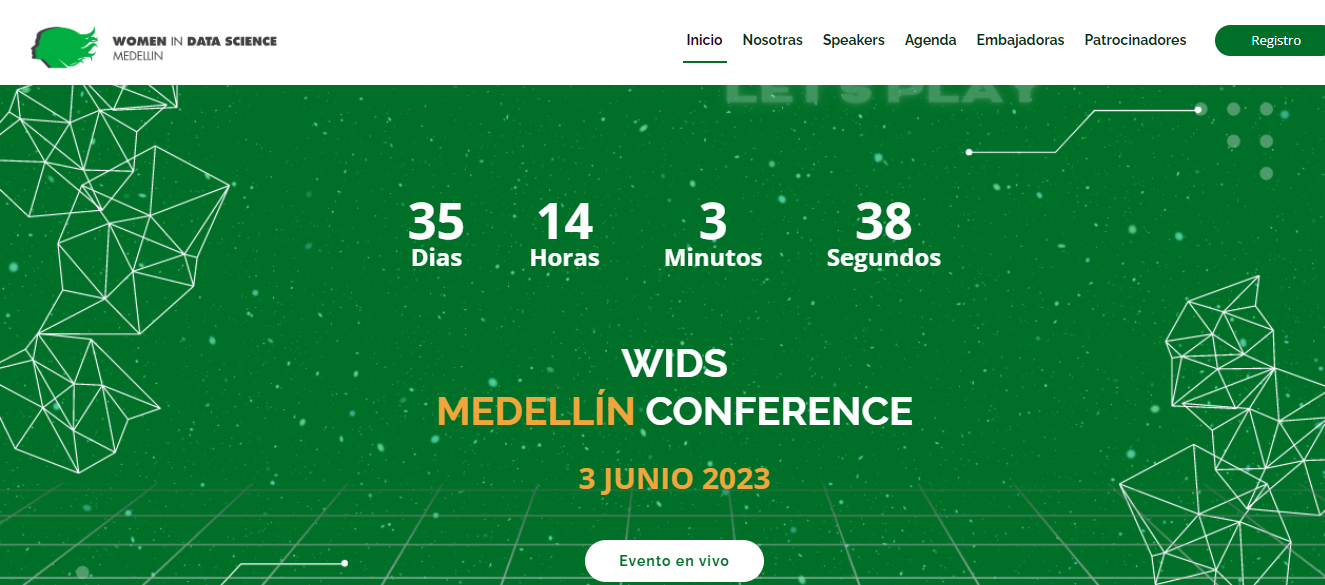 WOMEN IN DATA SCIENCE
MEDELLIN
Inicio
Nosotras
Speakers
Agenda
Embajadoras
Patrocinadores
Registro
LET'S PLAY
35
14
3
38
Dias
Horas
Minutos
Segundos
WIDS
MEDELLÍN CONFERENCE
3 JUNIO 2023
Evento en vivo